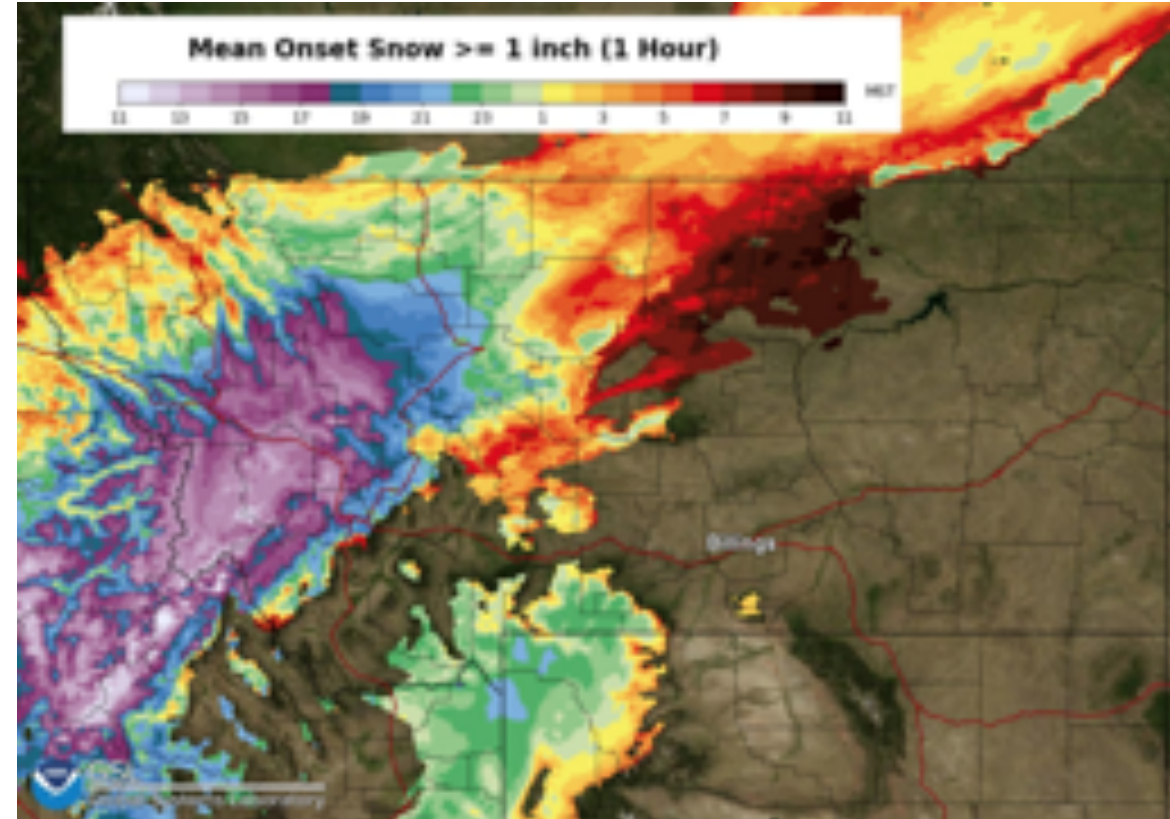 Mean Onset Snow >= 1 inch (1 Hour)
11 13 15 17 19 21 23 1 3 5 7 9 11
Billings
Laboratory